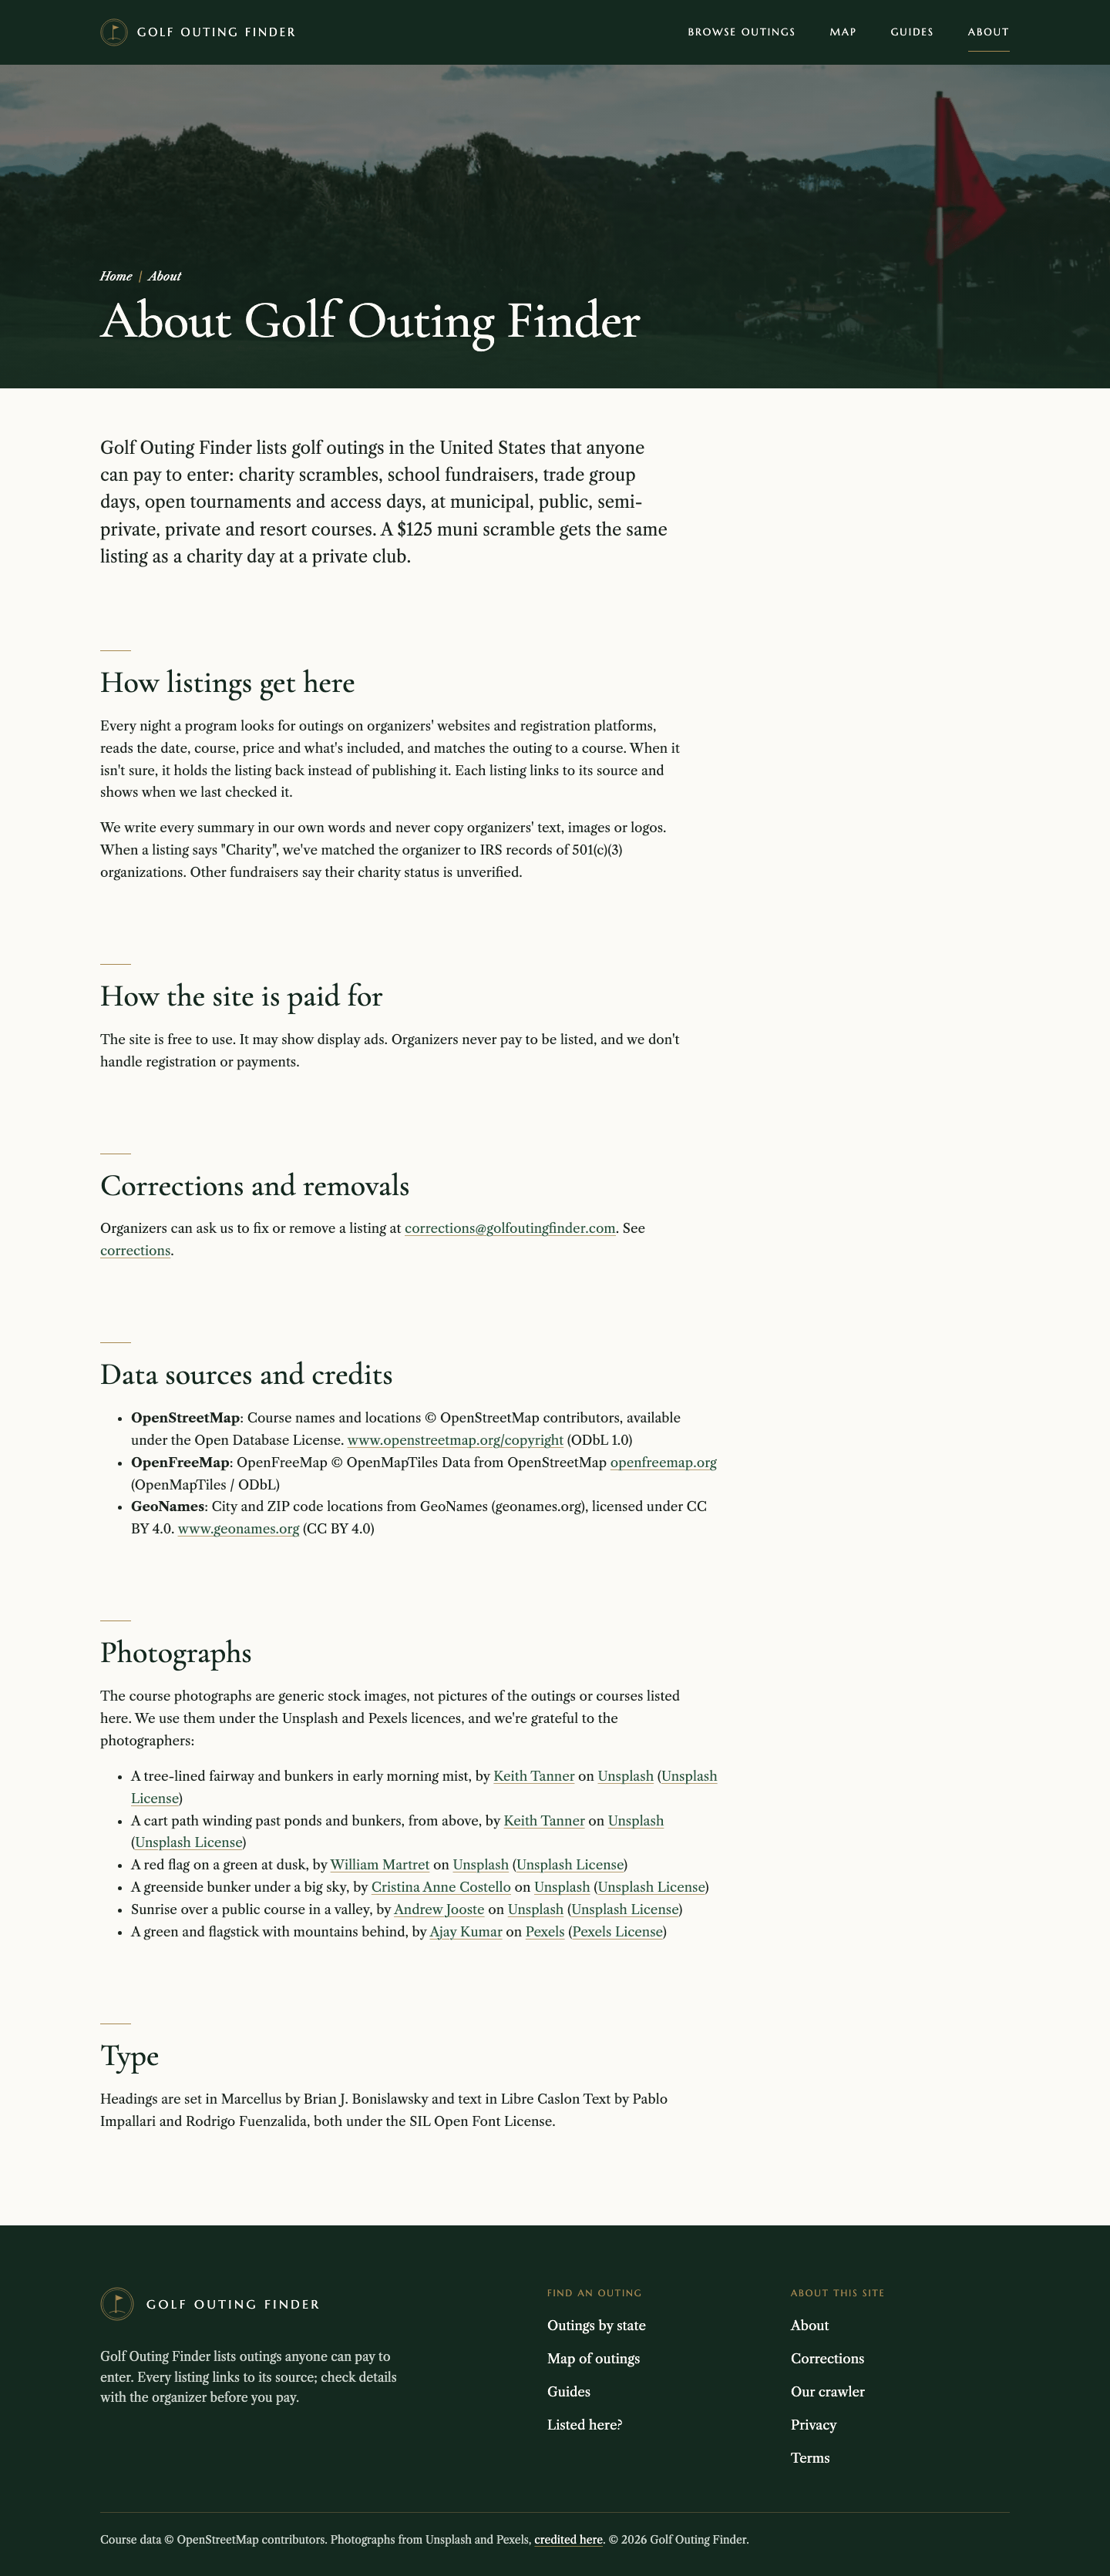 GOLF OUTING FINDER
BROWSE OUTINGS MAP GUIDES ABOUT
Home | About
About Golf Outing Finder
Golf Outing Finder lists golf outings in the United States that anyone
can pay to enter: charity scrambles, school fundraisers, trade group
days, open tournaments and access days, at municipal, public, semi-
private, private and resort courses. A $125 muni scramble gets the same
listing as a charity day at a private club.
How listings get here
Every night a program looks for outings on organizers' websites and registration platforms,
reads the date, course, price and what's included, and matches the outing to a course. When it
isn't sure, it holds the listing back instead of publishing it. Each listing links to its source and
shows when we last checked it.
We write every summary in our own words and never copy organizers' text, images or logos.
When a listing says "Charity", we've matched the organizer to IRS records of 501(c)(3)
organizations. Other fundraisers say their charity status is unverified.
How the site is paid for
The site is free to use. It may show display ads. Organizers never pay to be listed, and we don't
handle registration or payments.
Corrections and removals
Organizers can ask us to fix or remove a listing at corrections@golfoutingfinder.com. See
corrections.
Data sources and credits
• OpenStreetMap: Course names and locations © OpenStreetMap contributors, available
under the Open Database License. www.openstreetmap.org/copyright (ODbL 1.0)
• OpenFreeMap: OpenFreeMap © OpenMapTiles Data from OpenStreetMap openfreemap.org
(OpenMapTiles / ODbL)
• GeoNames: City and ZIP code locations from GeoNames (geonames.org), licensed under CC
BY 4.0. www.geonames.org (CC BY 4.0)
Photographs
The course photographs are generic stock images, not pictures of the outings or courses listed
here. We use them under the Unsplash and Pexels licences, and we're grateful to the
photographers:
• A tree-lined fairway and bunkers in early morning mist, by Keith Tanner on Unsplash (Unsplash
License)
• A cart path winding past ponds and bunkers, from above, by Keith Tanner on Unsplash
(Unsplash License)
• A red flag on a green at dusk, by William Martret on Unsplash (Unsplash License)
• A greenside bunker under a big sky, by Cristina Anne Costello on Unsplash (Unsplash License)
• Sunrise over a public course in a valley, by Andrew Jooste on Unsplash (Unsplash License)
• A green and flagstick with mountains behind, by Ajay Kumar on Pexels (Pexels License)
Type
Headings are set in Marcellus by Brian J. Bonislawsky and text in Libre Caslon Text by Pablo
Impallari and Rodrigo Fuenzalida, both under the SIL Open Font License.
GOLF OUTING FINDER
Golf Outing Finder lists outings anyone can pay to
enter. Every listing links to its source; check details
with the organizer before you pay.
FIND AN OUTING
Outings by state
Map of outings
Guides
Listed here?
ABOUT THIS SITE
About
Corrections
Our crawler
Privacy
Terms
Course data © OpenStreetMap contributors. Photographs from Unsplash and Pexels, credited here. © 2026 Golf Outing Finder.